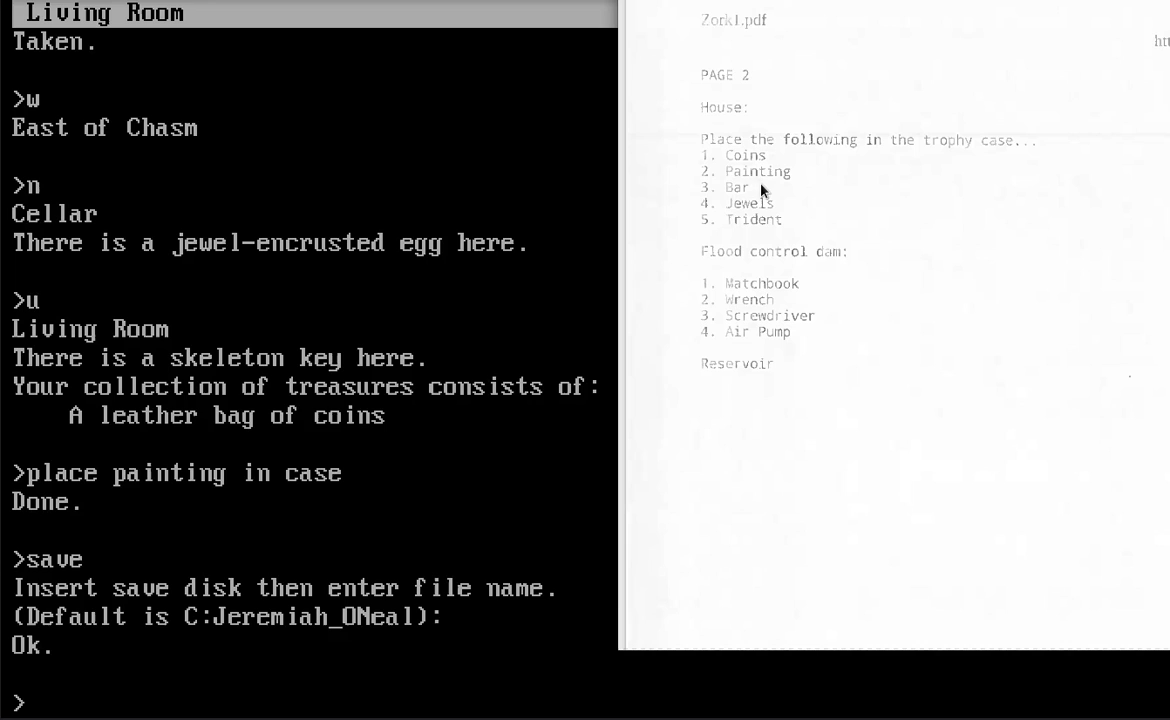 Living Room
Taken.
>w
East of Chasm
>n
Cellar
There is a jewel-encrusted egg here.
>u
Living Room
There is a skeleton key here.
Your collection of treasures consists of:
A leather bag of coins
>place painting in case
Done.
>save
Insert save disk then enter file name.
(Default is C:Jeremiah_ONeal):
Ok.
>
Zork1.pdf
PAGE 2
House:
Place the following in the trophy case...
1. Coins
2. Painting
3. Bar
4. Jewels
5. Trident
Flood control dam:
1. Matchbook
2. Wrench
3. Screwdriver
4. Air Pump
Reservoir